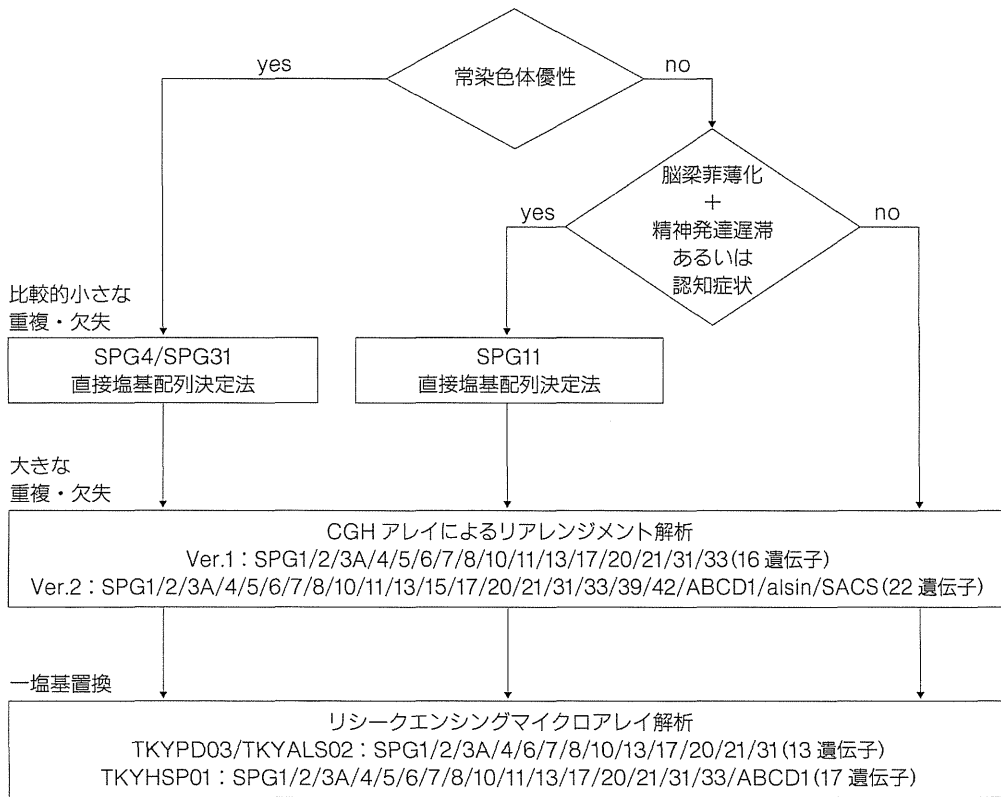 常染色体優性
yes
no
脳梁菲薄化
+
精神発達遅滞
あるいは
認知症状
yes
no
比較的小さな
重複・欠失
SPG4/SPG31
直接塩基配列決定法
SPG11
直接塩基配列決定法
大きな
重複・欠失
CGH アレイによるリアレンジメント解析
Ver.1：SPG1/2/3A/4/5/6/7/8/10/11/13/17/20/21/31/33(16 遺伝子)
Ver.2：SPG1/2/3A/4/5/6/7/8/10/11/13/15/17/20/21/31/33/39/42/ABCD1/alsin/SACS(22 遺伝子)
一塩基置換
リシークエンシングマイクロアレイ解析
TKYPD03/TKYALS02：SPG1/2/3A/4/6/7/8/10/13/17/20/21/31(13 遺伝子)
TKYHSP01：SPG1/2/3A/4/5/6/7/8/10/11/13/17/20/21/31/33/ABCD1(17 遺伝子)